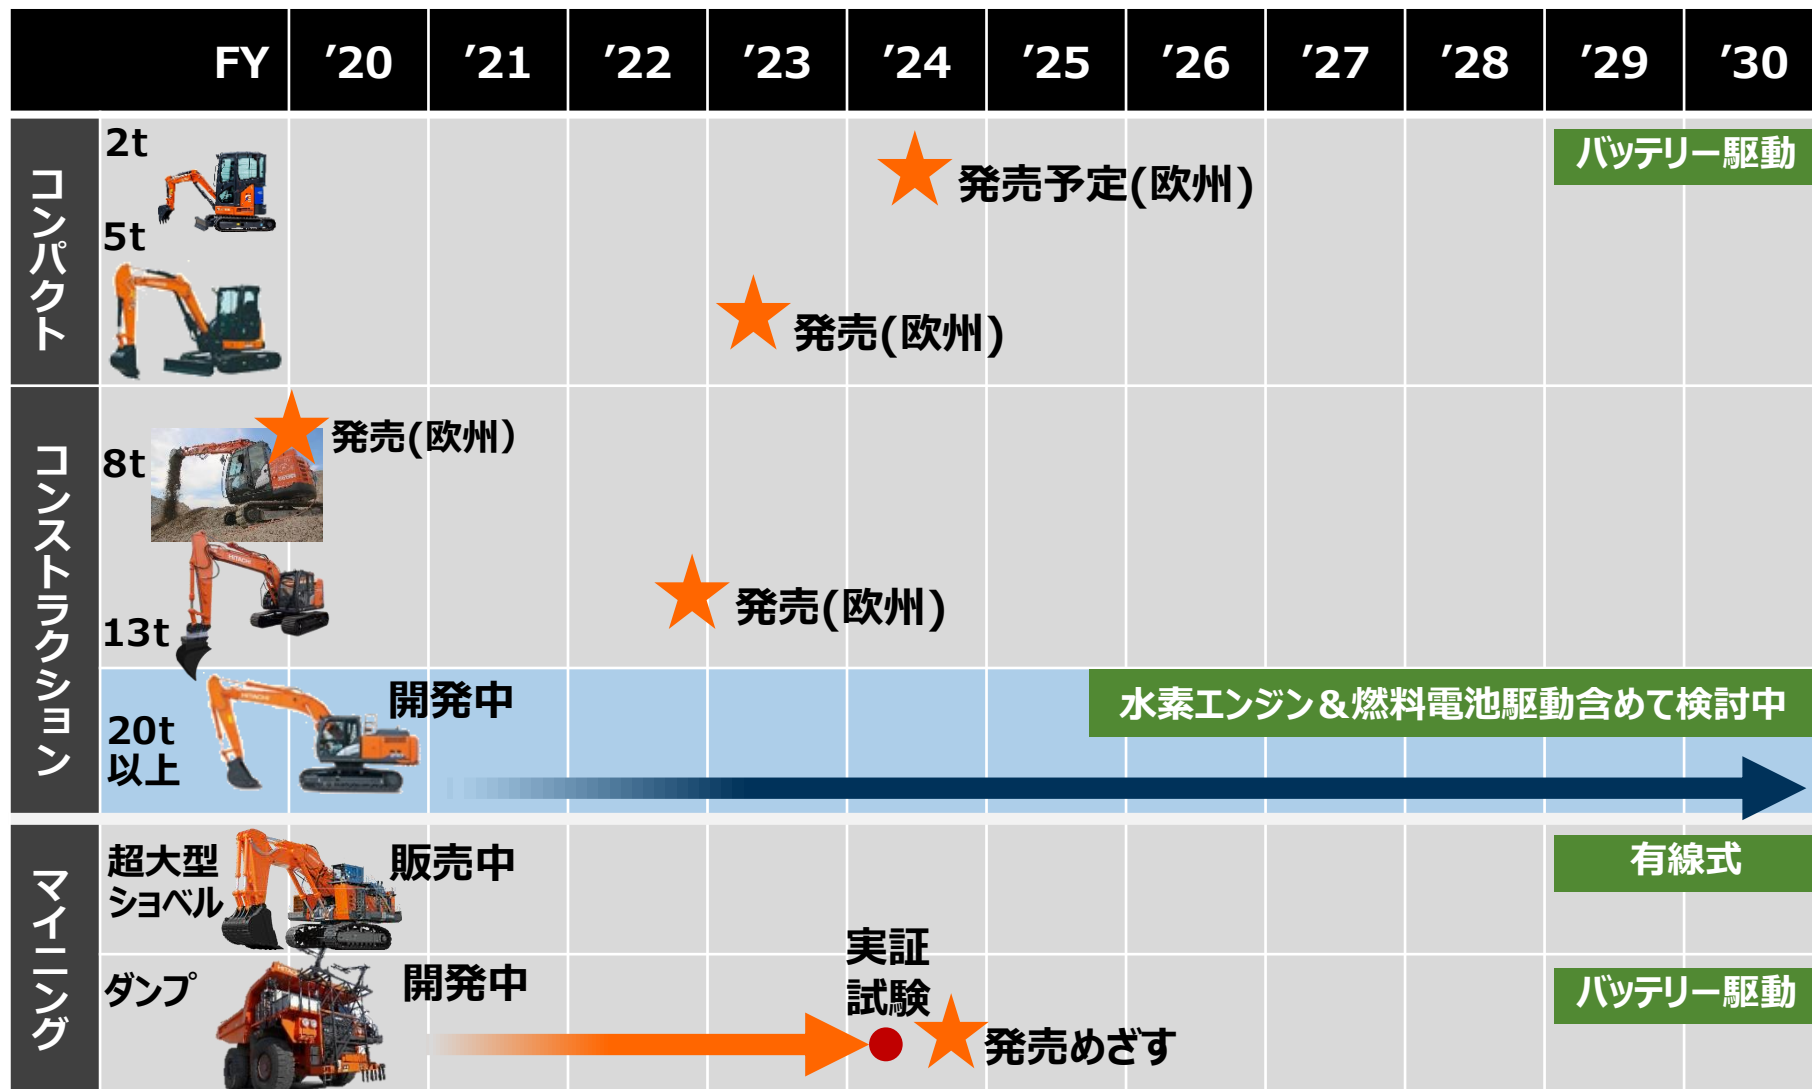 FY ’20 ’21 ’22 ’23 ’24 ’25 ’26 ’27 ’28 ’29 ’30
コンパクト
2t
発売予定(欧州)
バッテリー駆動
5t
発売(欧州)
コンストラクション
8t
発売(欧州）
13t
発売(欧州)
HITACHI
20t
以上
開発中
水素エンジン＆燃料電池駆動含めて検討中
HITACHI
マイニング
超大型
ショベル
販売中
有線式
ダンプ
開発中
実証
試験
発売めざす
バッテリー駆動